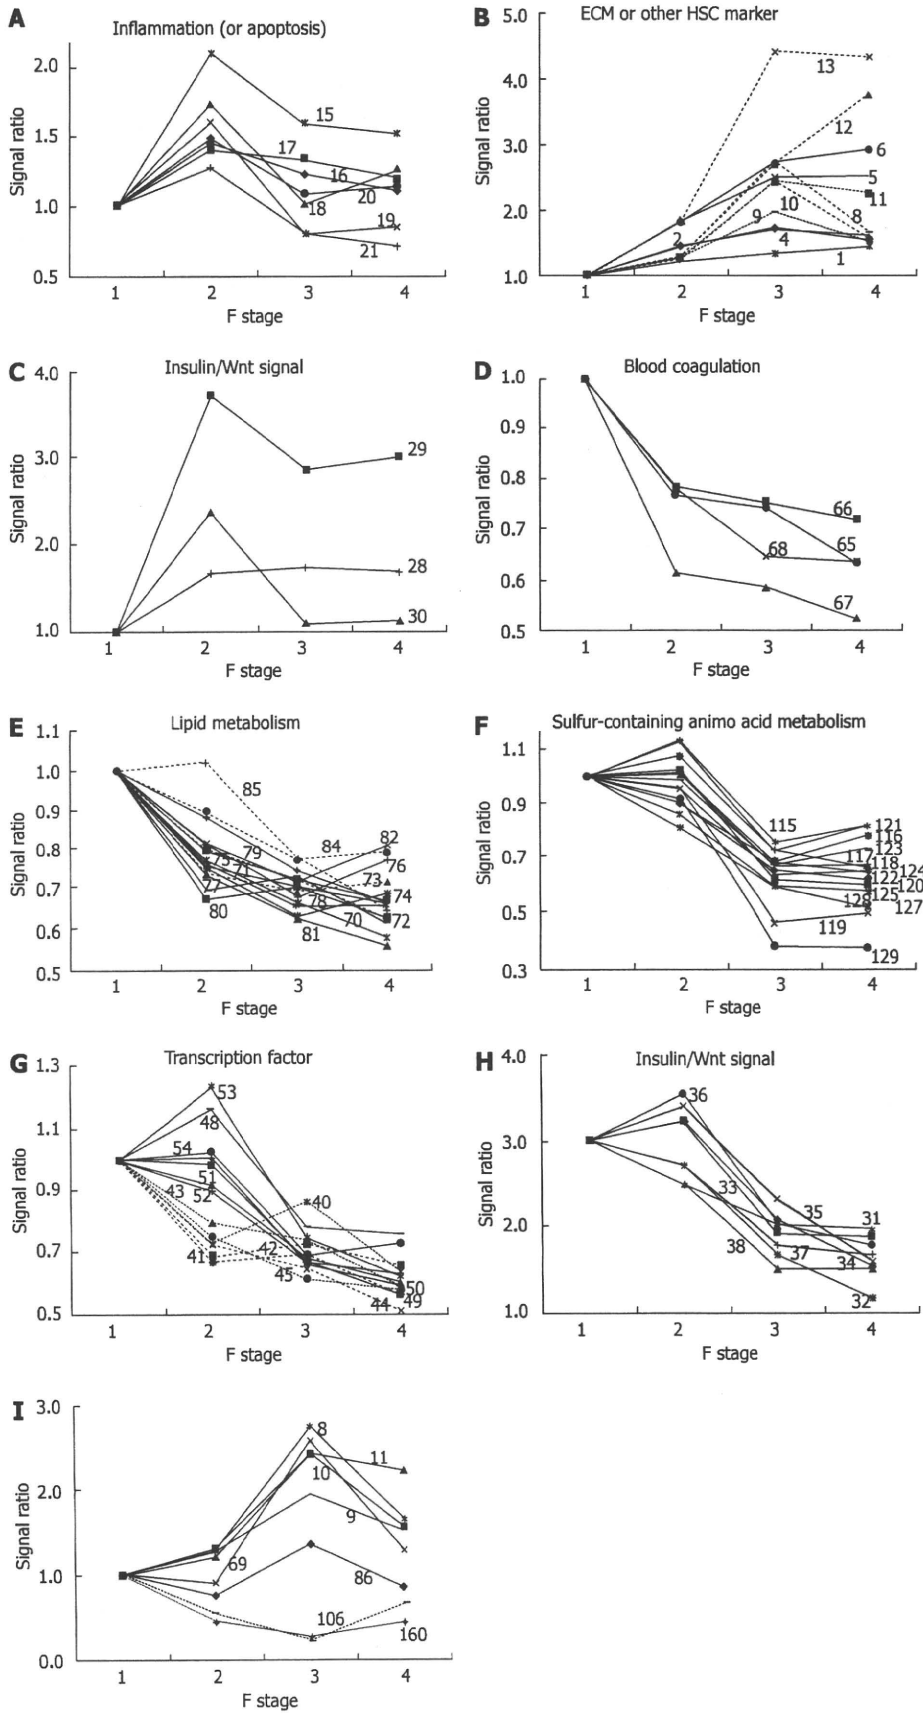 A
Inflammation (or apoptosis)
Signal ratio
2.0
1.5
1.0
0.5
15
17
16
20
18
19
21
1 2 3 4
F stage
B
ECM or other HSC marker
Signal ratio
5.0
4.0
3.0
2.0
1.0
13
12
6
5
11
10
9
8
2
4
1
1 2 3 4
F stage
C
Insulin/Wnt signal
Signal ratio
4.0
3.0
2.0
1.0
29
28
30
1 2 3 4
F stage
D
Blood coagulation
Signal ratio
1.0
0.9
0.8
0.7
0.6
0.5
66
68
65
67
1 2 3 4
F stage
E
Lipid metabolism
Signal ratio
1.1
1.0
0.9
0.8
0.7
0.6
0.5
85
84
82
79
75
71
76
77
73
78
74
80
70
72
81
1 2 3 4
F stage
F
Sulfur-containing animo acid metabolism
Signal ratio
1.1
0.9
0.7
0.5
0.3
115
121
116
123
117
118
124
122
120
125
128
127
119
129
1 2 3 4
F stage
G
Transcription factor
Signal ratio
1.3
1.1
0.9
0.7
0.5
53
48
54
51
43
52
40
41
42
45
50
44
49
1 2 3 4
F stage
H
Insulin/Wnt signal
Signal ratio
4.0
3.0
2.0
1.0
36
33
35
31
38
37
34
32
1 2 3 4
F stage
I
Signal ratio
3.0
2.0
1.0
0.0
8
11
10
9
69
86
106
160
1 2 3 4
F stage